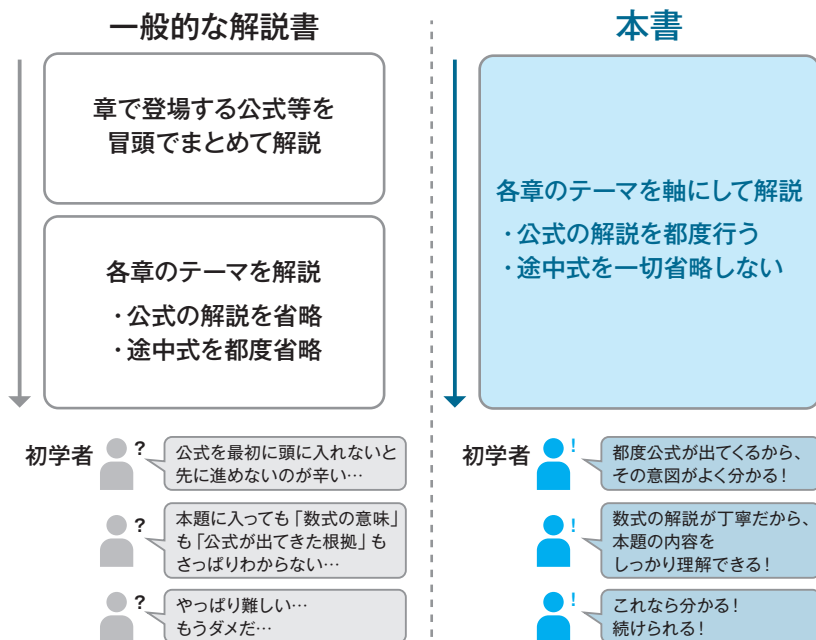 一般的な解説書
章で登場する公式等を
冒頭でまとめて解説
各章のテーマを解説
・公式の解説を省略
・途中式を都度省略
初学者
?
公式を最初に頭に入れないと
先に進めないのが辛い…
?
本題に入っても「数式の意味」
も「公式が出てきた根拠」も
さっぱりわからない…
?
やっぱり難しい…
もうダメだ…
本書
各章のテーマを軸にして解説
・公式の解説を都度行う
・途中式を一切省略しない
初学者
!
都度公式が出てくるから、
その意図がよく分かる！
!
数式の解説が丁寧だから、
本題の内容を
しっかり理解できる！
!
これなら分かる！
続けられる！